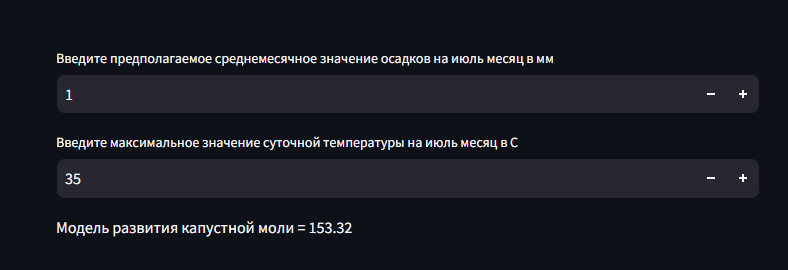 Введите предполагаемое среднемесячное значение осадков на июль месяц в мм
1
Введите максимальное значение суточной температуры на июль месяц в С
35
Модель развития капустной моли = 153.32